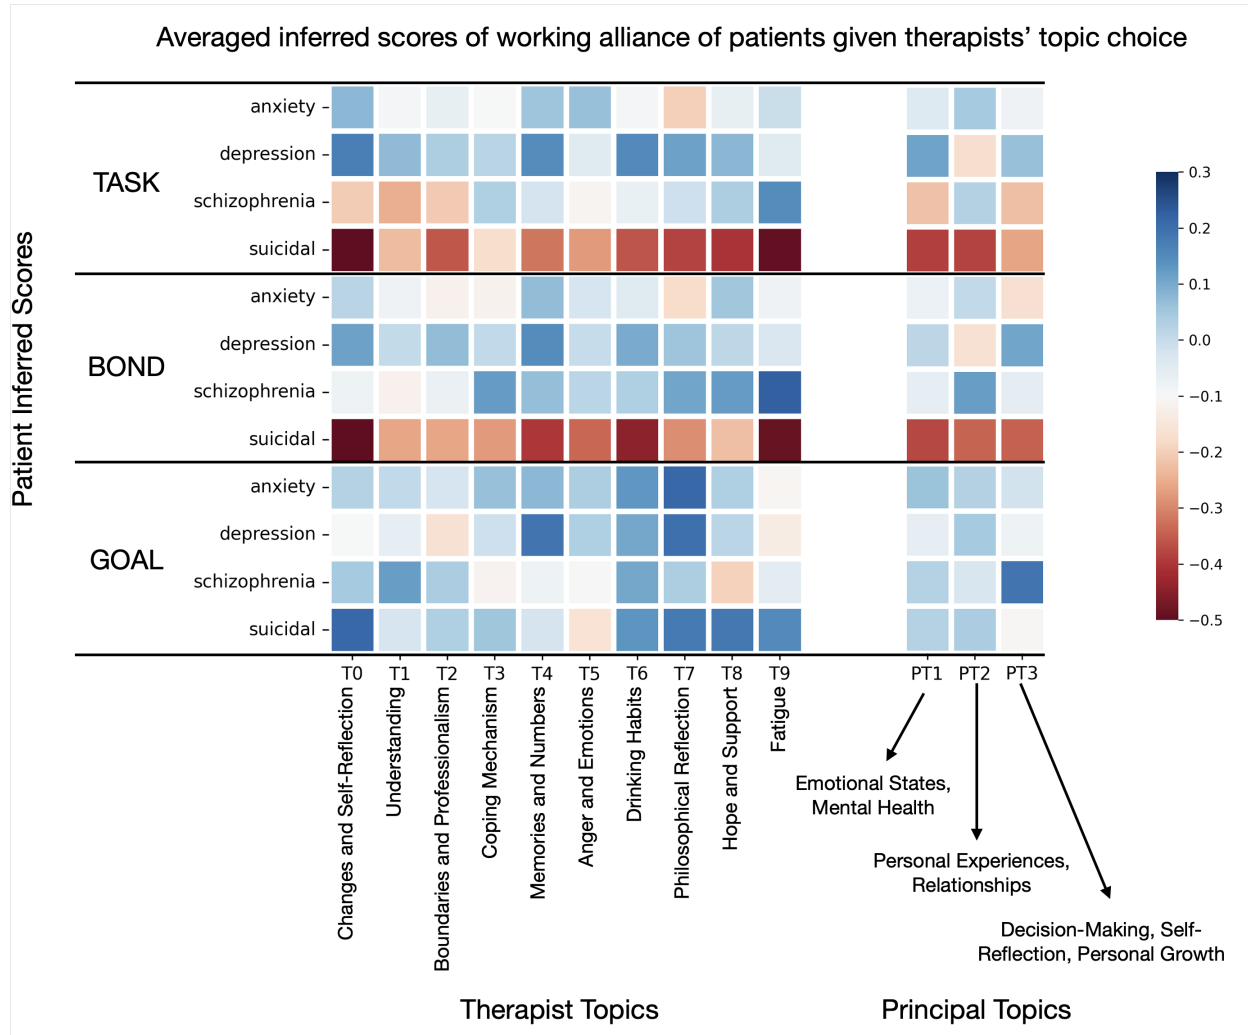 Averaged inferred scores of working alliance of patients given therapists’ topic choice
Patient Inferred Scores
TASK
anxiety
depression
schizophrenia
suicidal
BOND
anxiety
depression
schizophrenia
suicidal
GOAL
anxiety
depression
schizophrenia
suicidal
T0 T1 T2 T3 T4 T5 T6 T7 T8 T9 PT1 PT2 PT3
Changes and Self-Reflection
Understanding
Boundaries and Professionalism
Coping Mechanism
Memories and Numbers
Anger and Emotions
Drinking Habits
Philosophical Reflection
Hope and Support
Fatigue
Emotional States,
Mental Health
Personal Experiences,
Relationships
Decision-Making, Self-
Reflection, Personal Growth
Therapist Topics
Principal Topics
0.3
0.2
0.1
0.0
−0.1
−0.2
−0.3
−0.4
−0.5